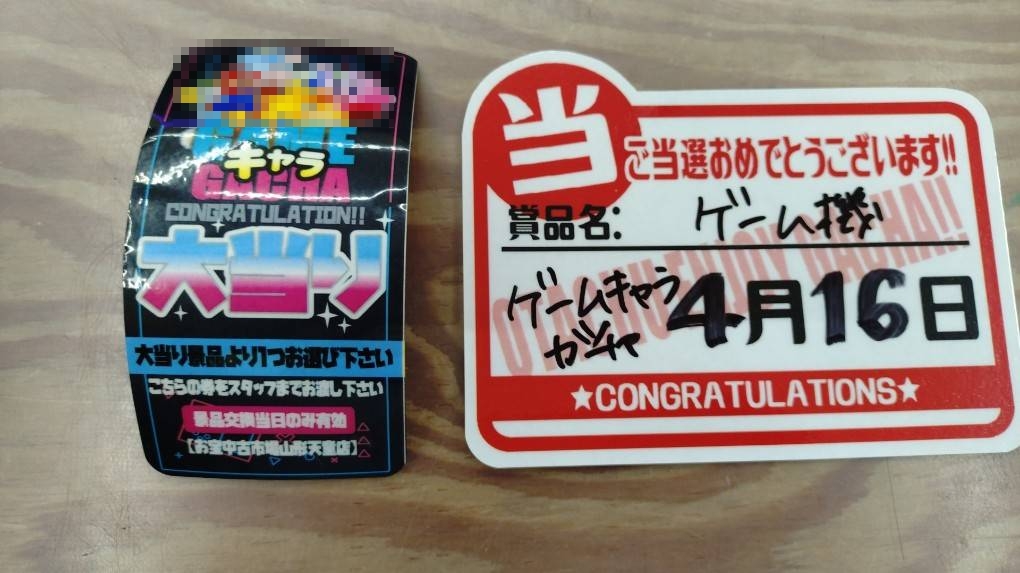 GAME
キャラ
GACHA
CONGRATULATION!!
大当り
大当り景品より1つお選び下さい
こちらの券をスタッフまでお渡し下さい
景品交換当日のみ有効
【お宝中古市場山形天童店】
当
ご当選おめでとうございます!!
賞品名:
ゲーム機
ゲームキャラ
ガチャ
4月16日
★CONGRATULATIONS★